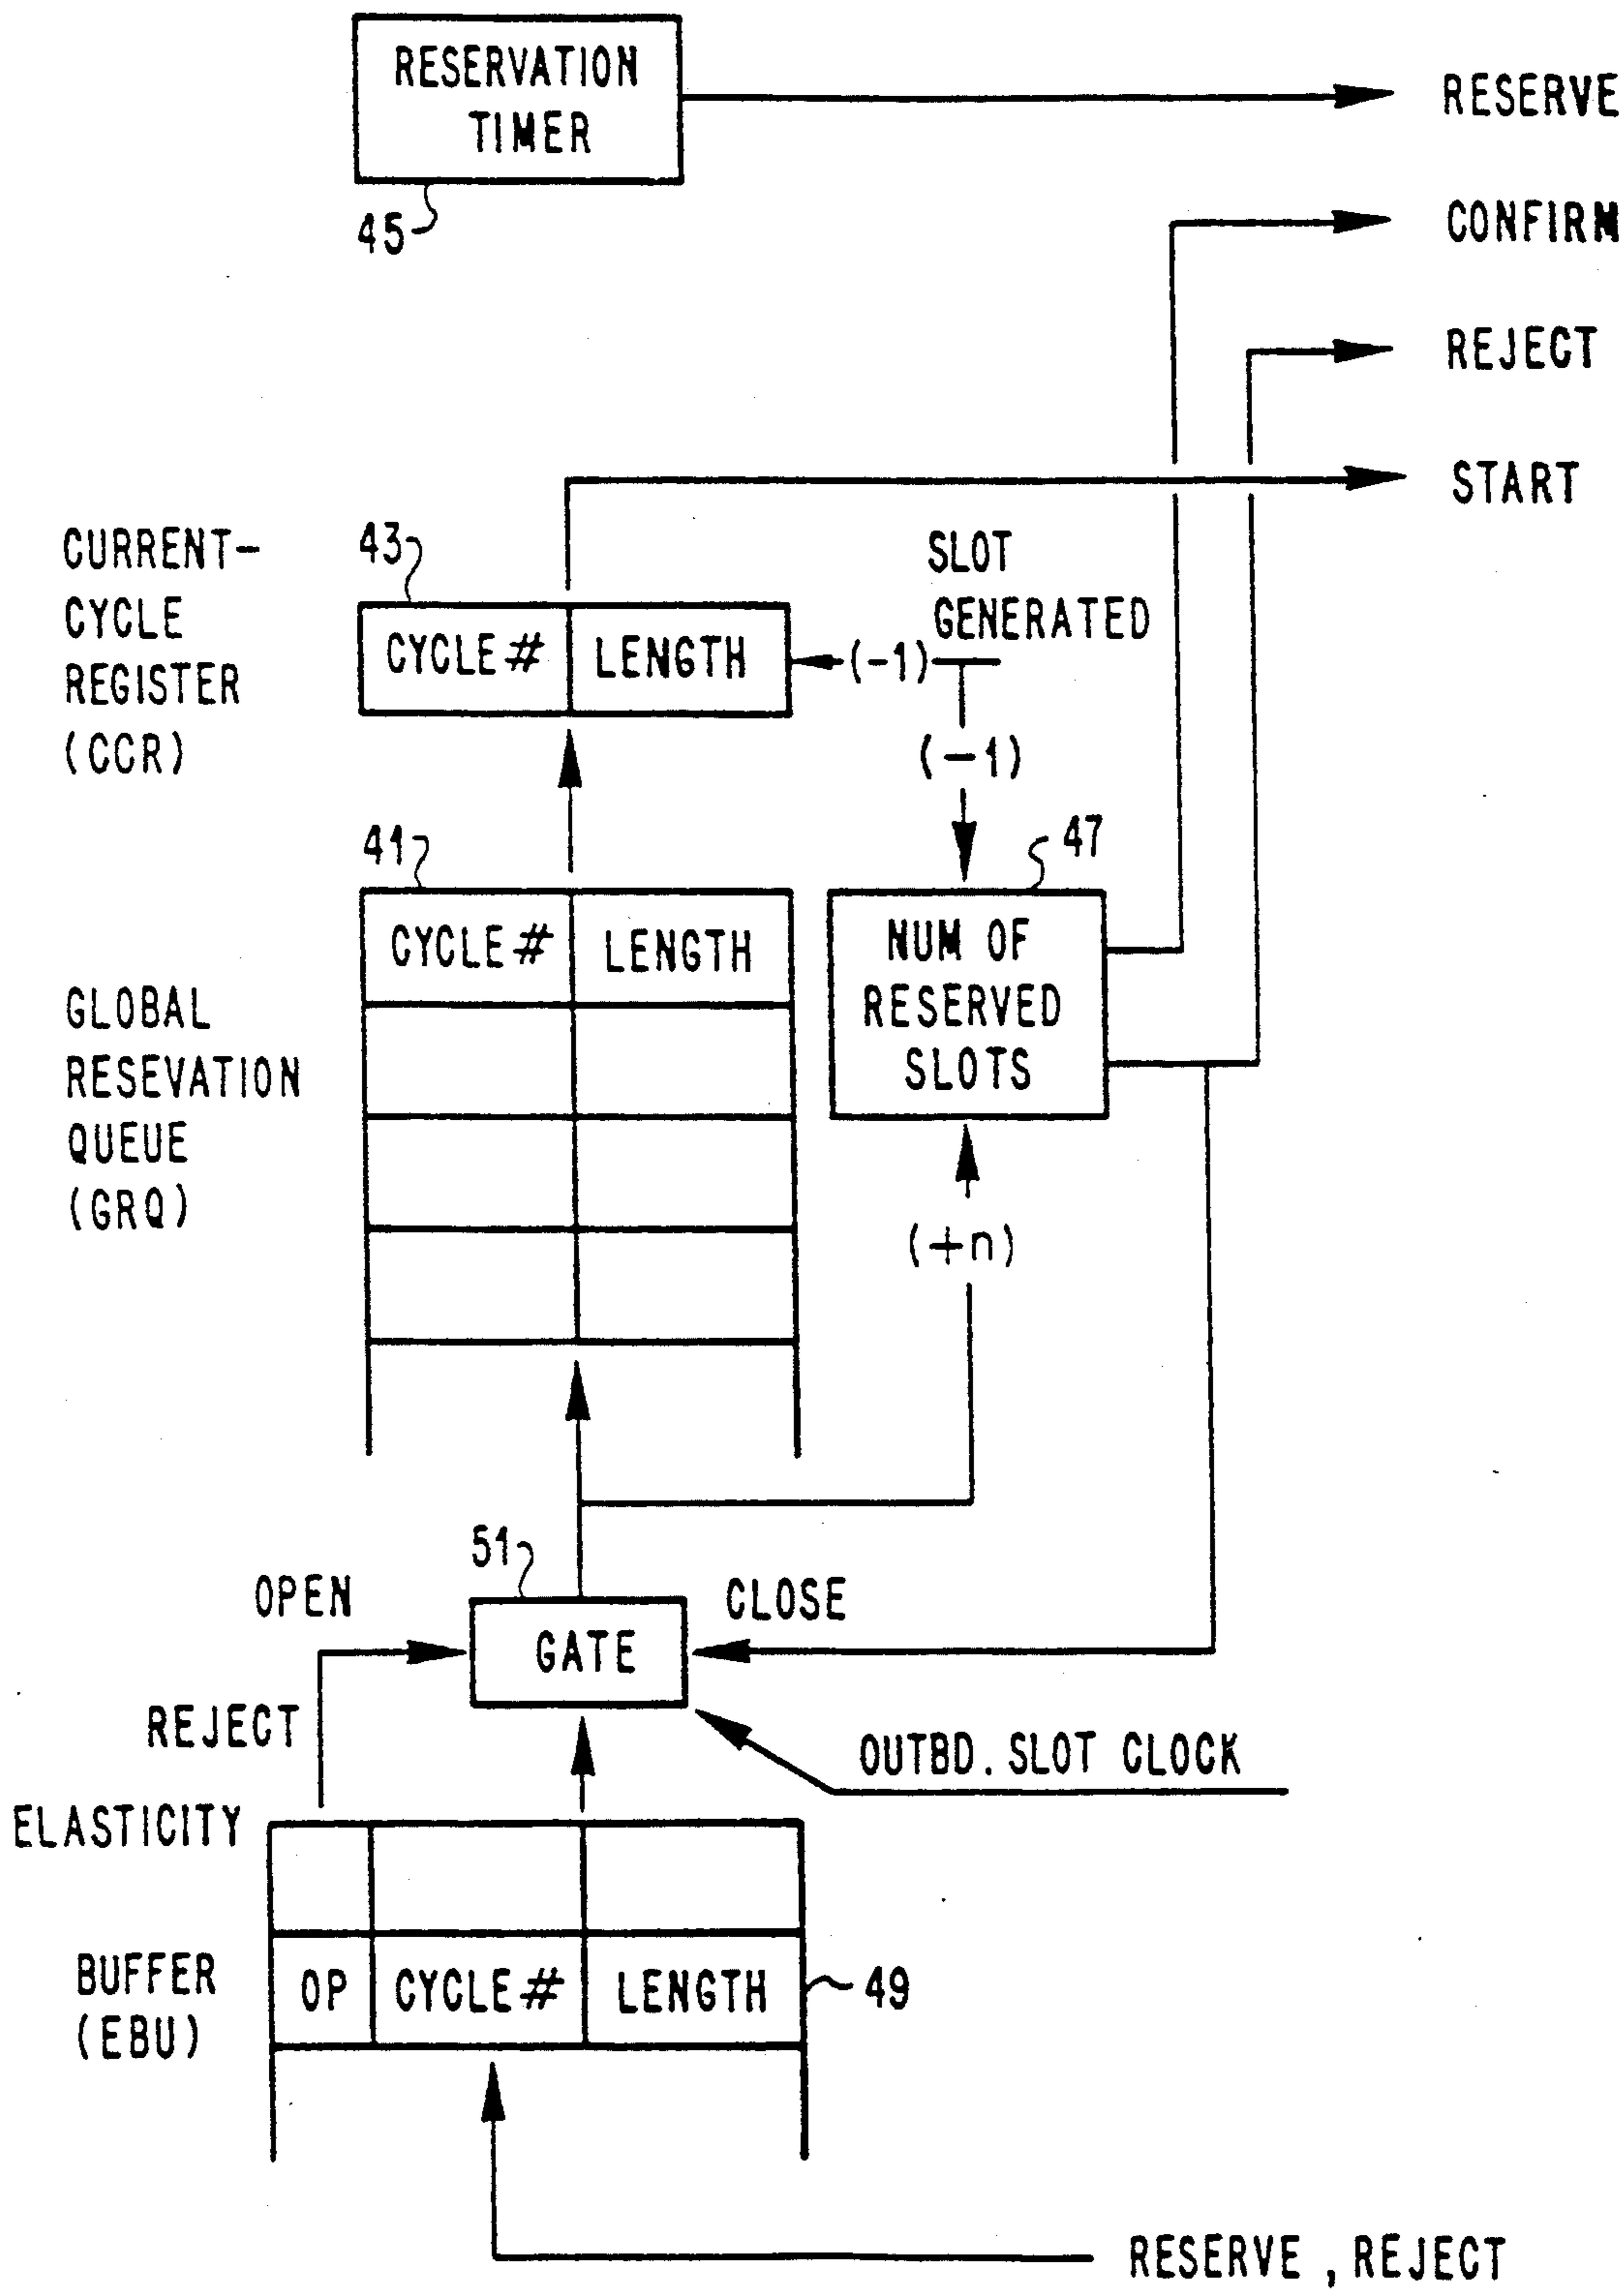 RESERVATION
TIMER
45
RESERVE
CONFIRM
REJECT
START
CURRENT-
CYCLE
REGISTER
(CCR)
43
CYCLE# LENGTH
SLOT
GENERATED
(-1)
(-1)
41
CYCLE# LENGTH
47
NUM OF
RESERVED
SLOTS
GLOBAL
RESEVATION
QUEUE
(GRQ)
(+n)
51
OPEN
GATE
CLOSE
REJECT
OUTBD. SLOT CLOCK
ELASTICITY
BUFFER
(EBU)
OP CYCLE# LENGTH
49
RESERVE, REJECT